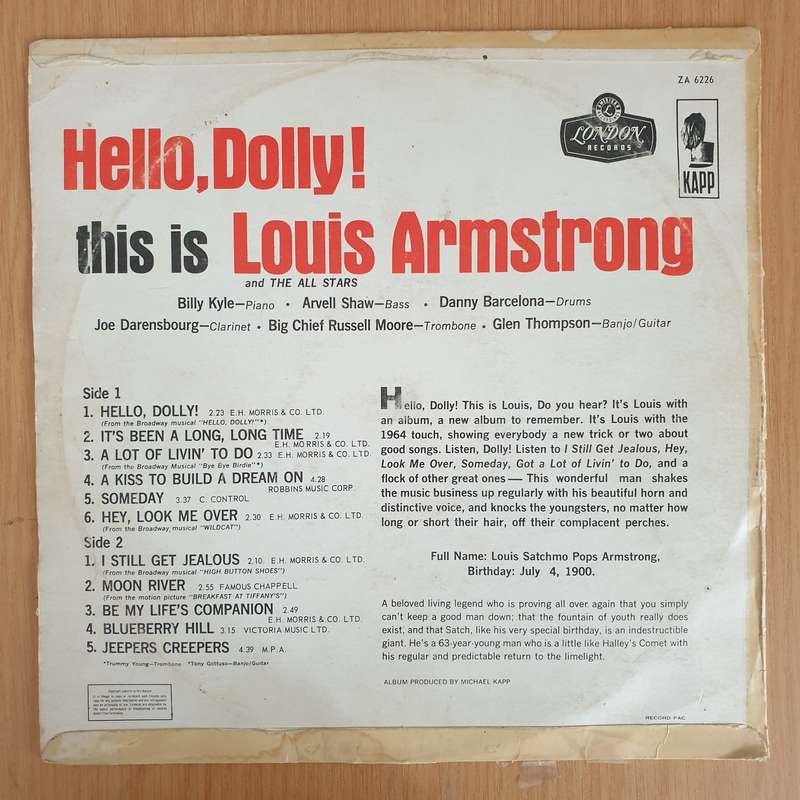 ZA 6226
LONDON
RECORDS
KAPP
Hello, Dolly!
this is Louis Armstrong
and THE ALL STARS
Billy Kyle—Piano • Arvell Shaw—Bass • Danny Barcelona—Drums
Joe Darensbourg—Clarinet • Big Chief Russell Moore—Trombone • Glen Thompson—Banjo/Guitar
Side 1
1. HELLO, DOLLY! 2.23 E.H. MORRIS & CO. LTD.
(From the Broadway musical "HELLO, DOLLY!"*)
2. IT'S BEEN A LONG, LONG TIME 2.19
E.H. MORRIS & CO. LTD.
3. A LOT OF LIVIN' TO DO 2.33 E.H. MORRIS & CO. LTD.
(From the Broadway Musical "Bye Eye Birdie"*)
4. A KISS TO BUILD A DREAM ON 4.28
ROBBINS MUSIC CORP.
5. SOMEDAY 3.37 C. CONTROL
6. HEY, LOOK ME OVER 2.30 E.H. MORRIS & CO. LTD.
(From the Broadway musical "WILDCAT")
Side 2
1. I STILL GET JEALOUS 2.10 E.H. MORRIS & CO. LTD.
(From the Broadway musical "HIGH BUTTON SHOES")
2. MOON RIVER 2.55 FAMOUS CHAPPELL
(From the motion picture "BREAKFAST AT TIFFANY'S")
3. BE MY LIFE'S COMPANION 2.49
E.H. MORRIS & CO. LTD.
4. BLUEBERRY HILL 3.15 VICTORIA MUSIC LTD.
5. JEEPERS CREEPERS 4.39 M.P.A.
*Trummy Young—Trombone *Tony Gottuso—Banjo/Guitar
Hello, Dolly! This is Louis, Do you hear? It's Louis with
an album, a new album to remember. It's Louis with the
1964 touch, showing everybody a new trick or two about
good songs. Listen, Dolly! Listen to I Still Get Jealous, Hey,
Look Me Over, Someday, Got a Lot of Livin' to Do, and a
flock of other great ones — This wonderful man shakes
the music business up regularly with his beautiful horn and
distinctive voice, and knocks the youngsters, no matter how
long or short their hair, off their complacent perches.
Full Name: Louis Satchmo Pops Armstrong,
Birthday: July 4, 1900.
A beloved living legend who is proving all over again that you simply
can't keep a good man down; that the fountain of youth really does
exist, and that Satch, like his very special birthday, is an indestructible
giant. He's a 63-year-young man who is a little like Halley's Comet with
his regular and predictable return to the limelight.
ALBUM PRODUCED BY MICHAEL KAPP
RECORD PAC